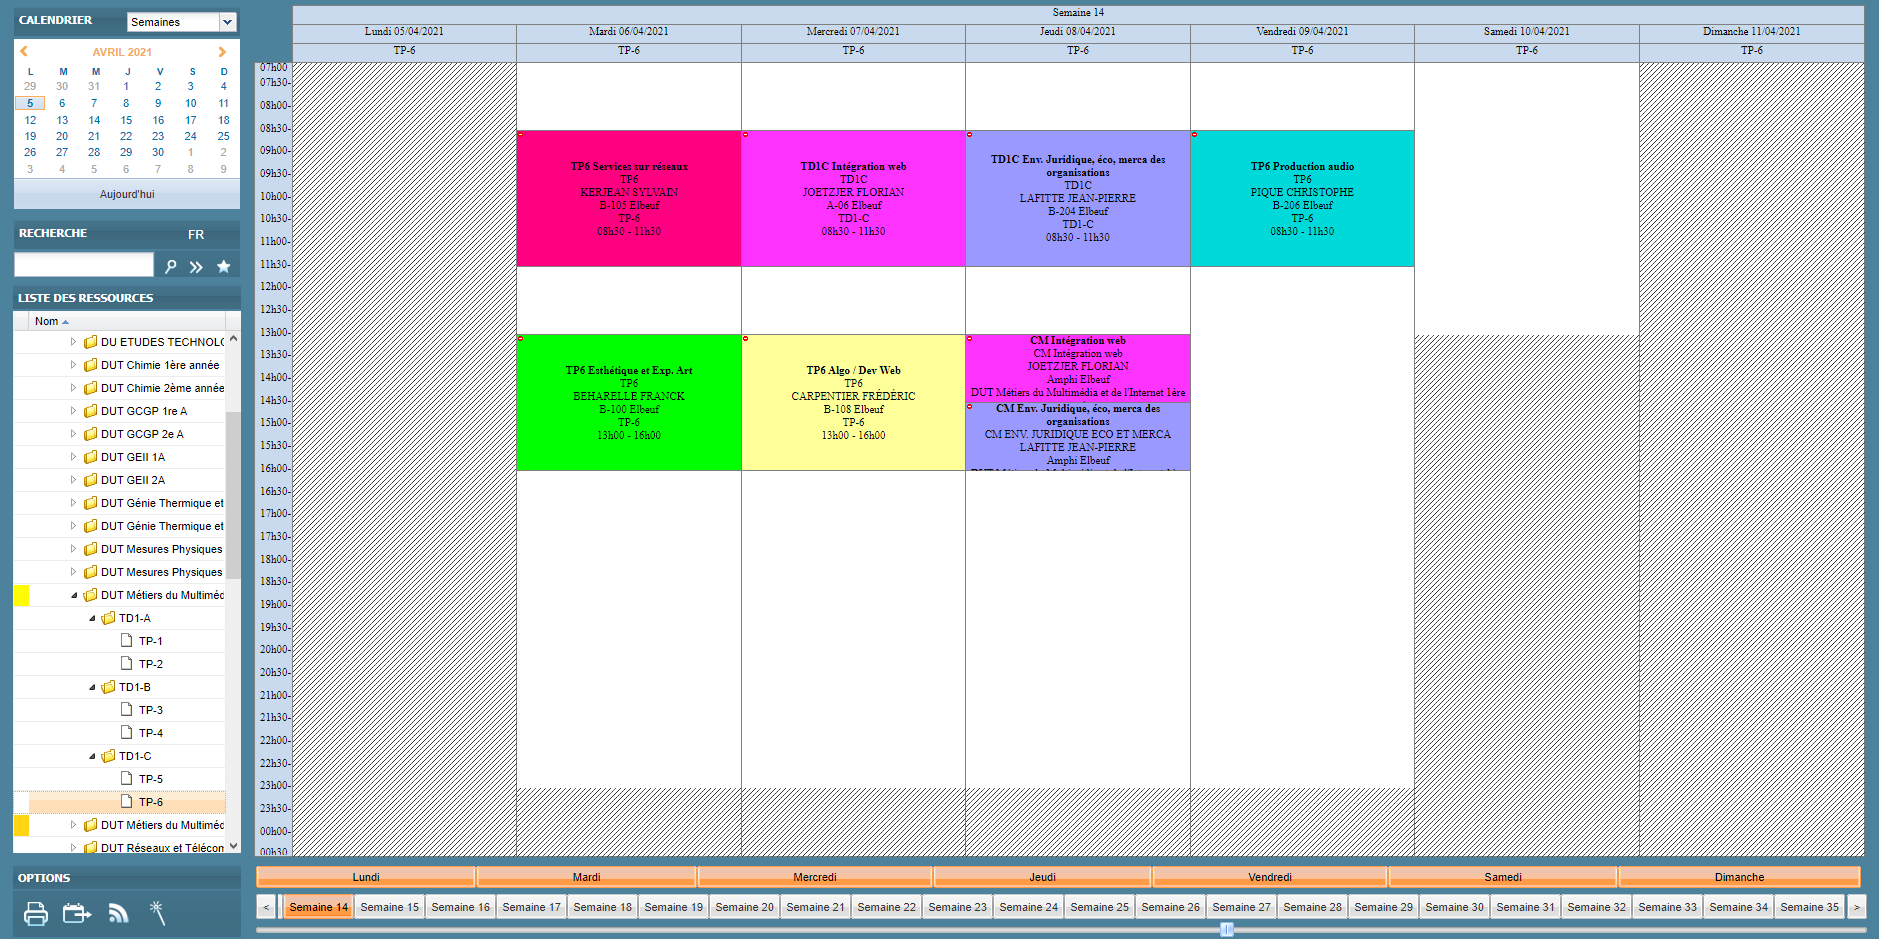 CALENDRIER
Semaines
AVRIL 2021
L M M J V S D
29 30 31 1 2 3 4
5 6 7 8 9 10 11
12 13 14 15 16 17 18
19 20 21 22 23 24 25
26 27 28 29 30 1 2
3 4 5 6 7 8 9
Aujourd'hui
RECHERCHE FR
LISTE DES RESSOURCES
Nom
DU ETUDES TECHNOLO
DUT Chimie 1ère année
DUT Chimie 2ème année
DUT GCGP 1re A
DUT GCGP 2e A
DUT GEII 1A
DUT GEII 2A
DUT Génie Thermique et
DUT Génie Thermique et
DUT Mesures Physiques
DUT Mesures Physiques
DUT Métiers du Multiméd
TD1-A
TP-1
TP-2
TD1-B
TP-3
TP-4
TD1-C
TP-5
TP-6
DUT Métiers du Multiméd
DUT Réseaux et Télécom
OPTIONS
Semaine 14
Lundi 05/04/2021 Mardi 06/04/2021 Mercredi 07/04/2021 Jeudi 08/04/2021 Vendredi 09/04/2021 Samedi 10/04/2021 Dimanche 11/04/2021
TP-6 TP-6 TP-6 TP-6 TP-6 TP-6 TP-6
07h00
07h30-
08h00-
08h30-
09h00-
09h30-
10h00-
10h30-
11h00-
11h30-
12h00-
12h30-
13h00-
13h30-
14h00-
14h30-
15h00-
15h30-
16h00-
16h30-
17h00-
17h30-
18h00-
18h30-
19h00-
19h30-
20h00-
20h30-
21h00-
21h30-
22h00-
22h30-
23h00-
23h30-
00h00-
00h30
TP6 Services sur réseaux
TP6
KERJEAN SYLVAIN
B-105 Elbeuf
TP-6
08h30 - 11h30
TD1C Intégration web
TD1C
JOETZJER FLORIAN
A-06 Elbeuf
TD1-C
08h30 - 11h30
TD1C Env. Juridique, éco, merca des
organisations
TD1C
LAFITTE JEAN-PIERRE
B-204 Elbeuf
TD1-C
08h30 - 11h30
TP6 Production audio
TP6
PIQUE CHRISTOPHE
B-206 Elbeuf
TP-6
08h30 - 11h30
TP6 Esthétique et Exp. Art
TP6
BEHARELLE FRANCK
B-100 Elbeuf
TP-6
13h00 - 16h00
TP6 Algo / Dev Web
TP6
CARPENTIER FRÉDÉRIC
B-108 Elbeuf
TP-6
13h00 - 16h00
CM Intégration web
CM Intégration web
JOETZJER FLORIAN
Amphi Elbeuf
DUT Métiers du Multimédia et de l'Internet 1ère
CM Env. Juridique, éco, merca des
organisations
CM ENV. JURIDIQUE ECO ET MERCA
LAFITTE JEAN-PIERRE
Amphi Elbeuf
Lundi Mardi Mercredi Jeudi Vendredi Samedi Dimanche
< Semaine 14 Semaine 15 Semaine 16 Semaine 17 Semaine 18 Semaine 19 Semaine 20 Semaine 21 Semaine 22 Semaine 23 Semaine 24 Semaine 25 Semaine 26 Semaine 27 Semaine 28 Semaine 29 Semaine 30 Semaine 31 Semaine 32 Semaine 33 Semaine 34 Semaine 35 >